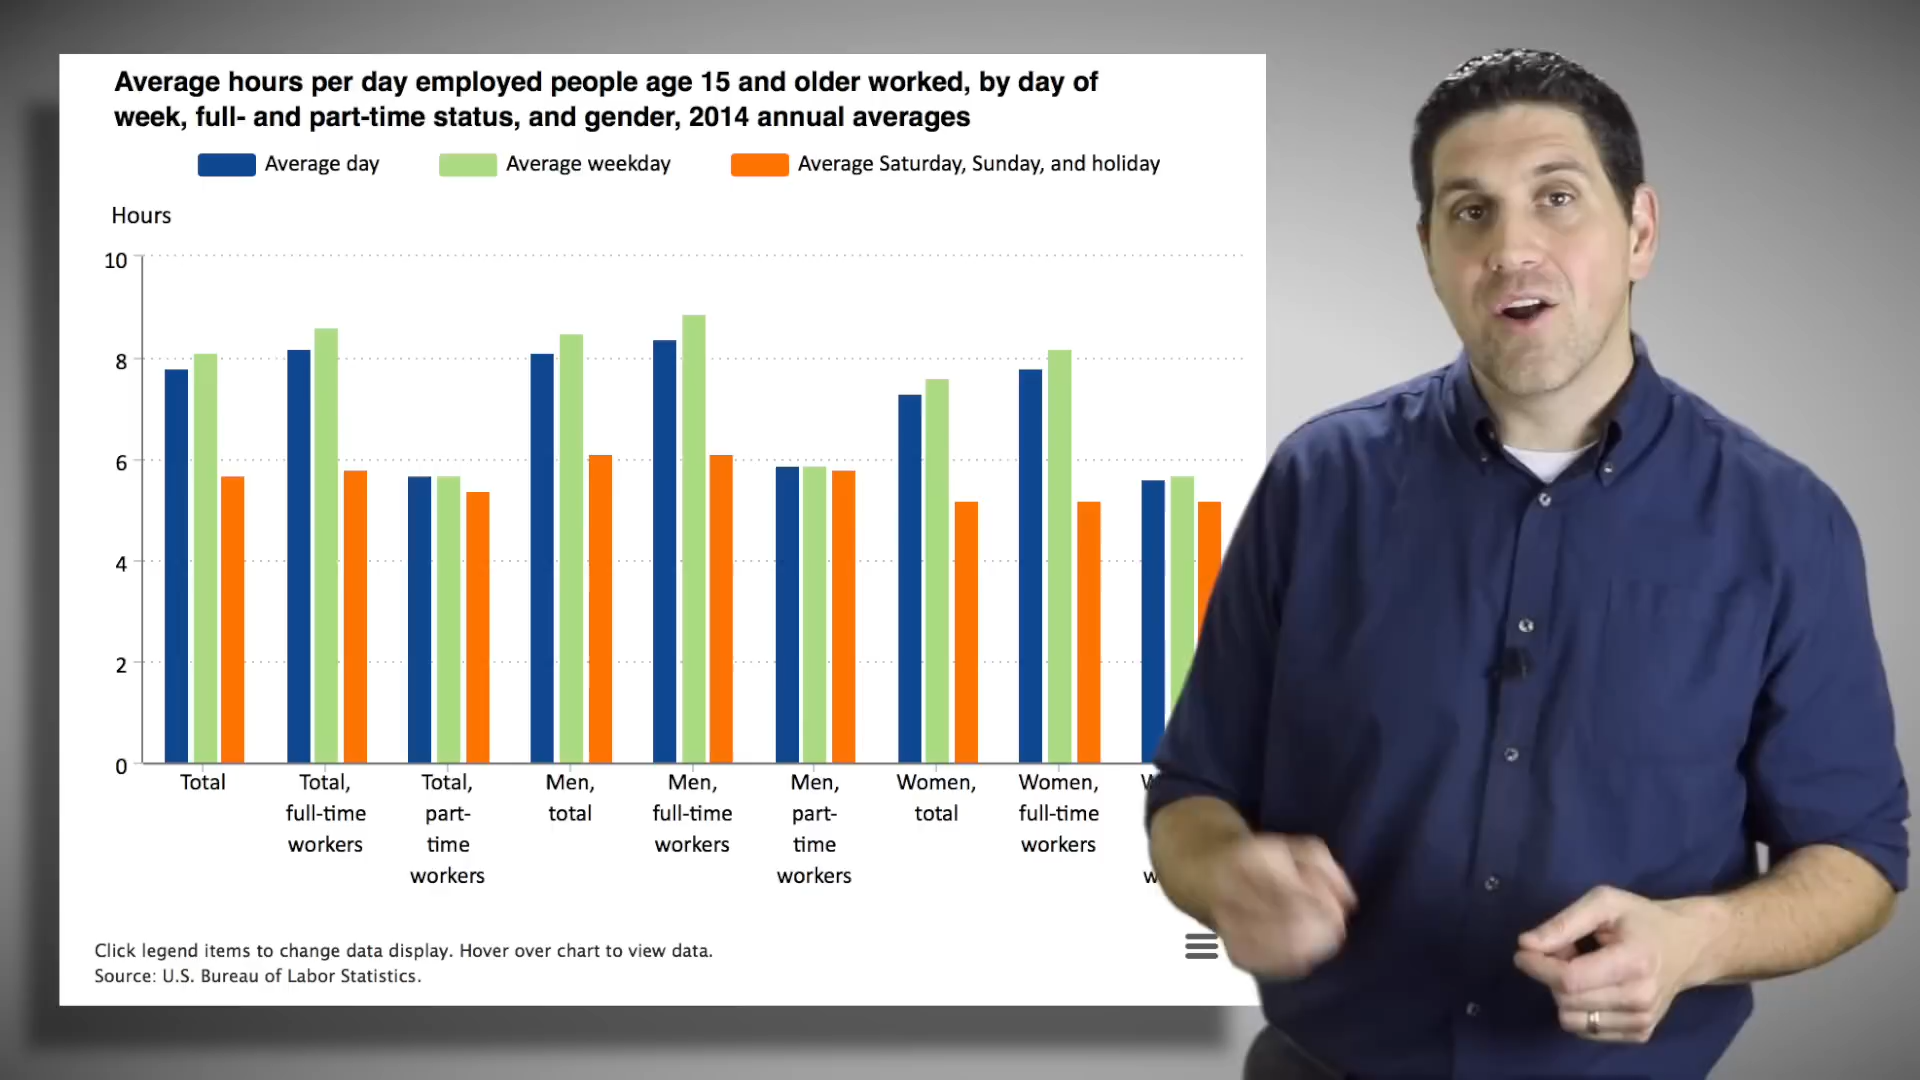 Average hours per day employed people age 15 and older worked, by day of
week, full- and part-time status, and gender, 2014 annual averages
Average day
Average weekday
Average Saturday, Sunday, and holiday
Hours
10
8
6
4
2
0
Total
Total,
full-time
workers
Total,
part-
time
workers
Men,
total
Men,
full-time
workers
Men,
part-
time
workers
Women,
total
Women,
full-time
workers
Click legend items to change data display. Hover over chart to view data.
Source: U.S. Bureau of Labor Statistics.